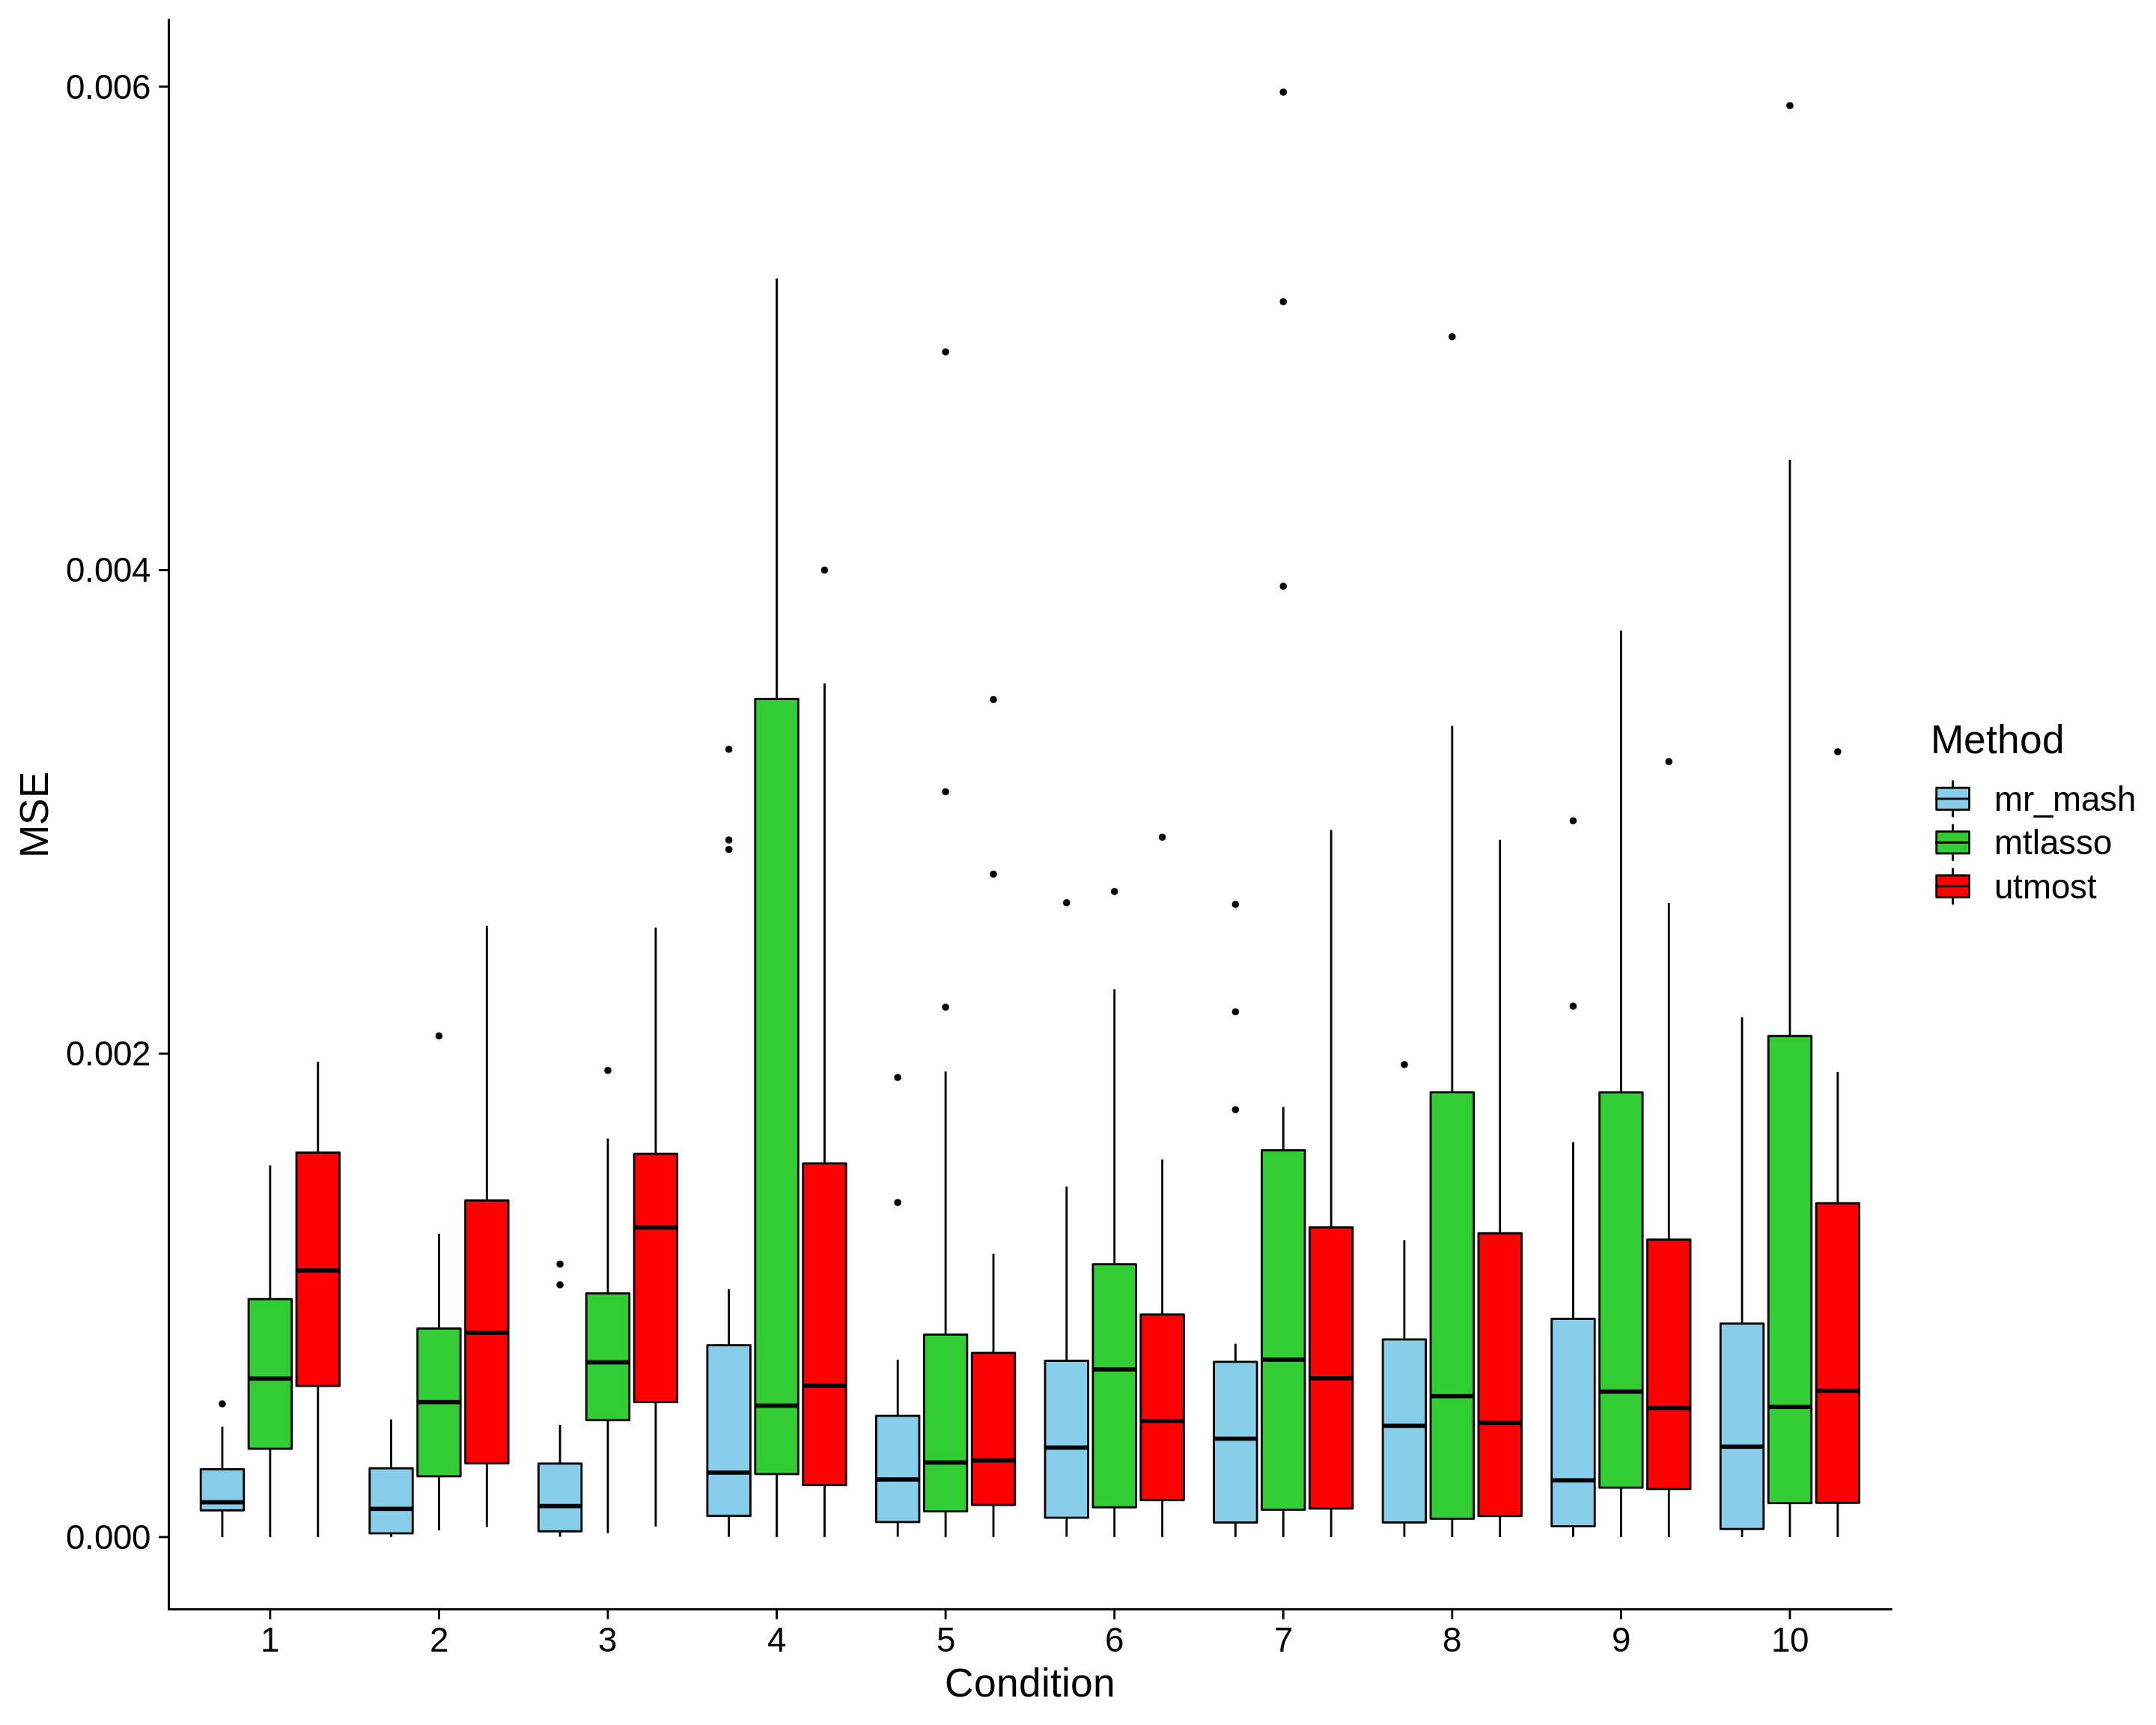 0.006
0.004
0.002
0.000
MSE
1 2 3 4 5 6 7 8 9 10
Condition
Method
mr_mash
mtlasso
utmost